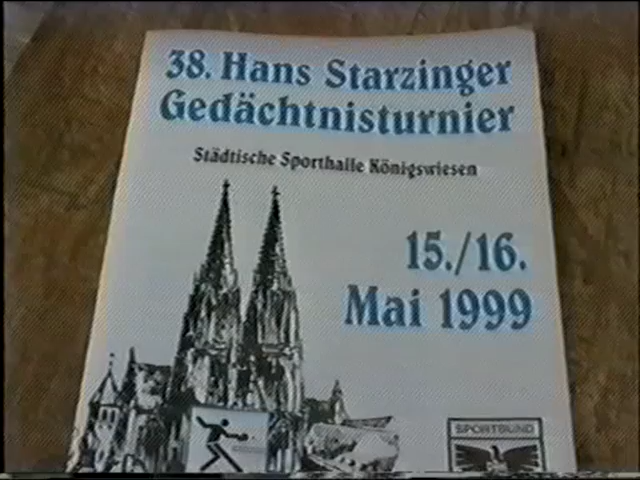 38. Hans Starzinger
Gedächtnisturnier
Städtische Sporthalle Königswiesen
15./16.
Mai 1999
SPORTBUND